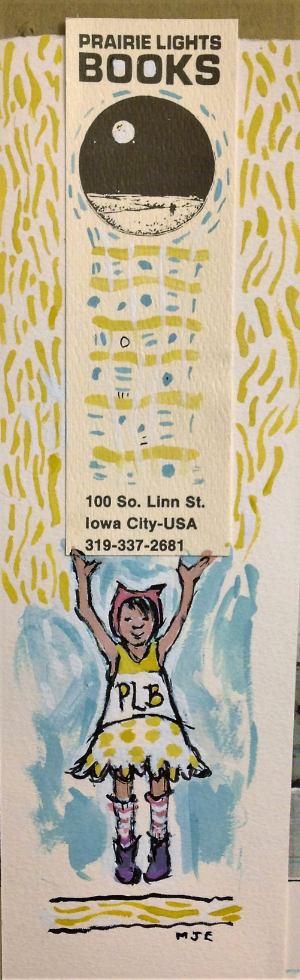 PRAIRIE LIGHTS
BOOKS
100 So. Linn St.
Iowa City-USA
319-337-2681
PLB
MJE